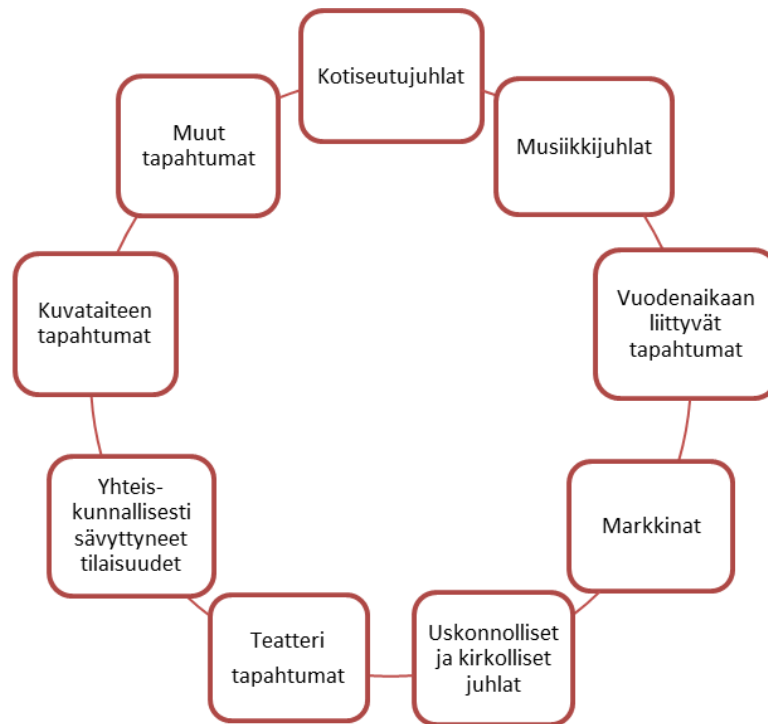 Kotiseutujuhlat
Musiikkijuhlat
Vuodenaikaan
liittyvät
tapahtumat
Markkinat
Uskonnolliset
ja kirkolliset
juhlat
Teatteri
tapahtumat
Yhteis-
kunnallisesti
sävyttyneet
tilaisuudet
Kuvataiteen
tapahtumat
Muut
tapahtumat